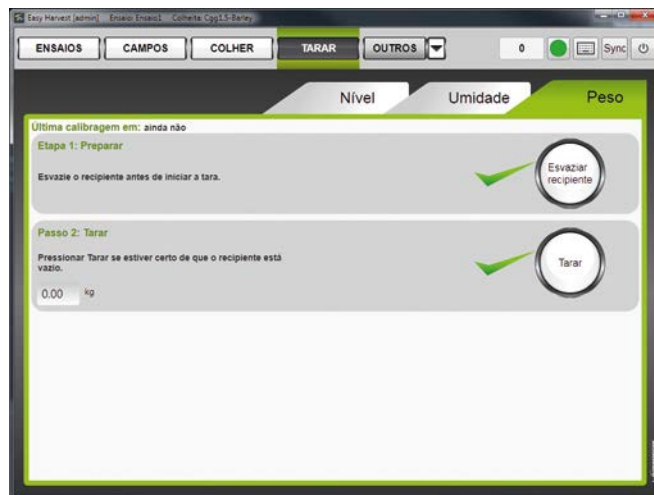 Easy Harvest [admin] Ensaio: Ensaio1 Colheita: Cgg1.5-Barley
ENSAIOS CAMPOS COLHER TARAR OUTROS 0 Sync
Nível Umidade Peso
Última calibragem em: ainda não
Etapa 1: Preparar
Esvazie o recipiente antes de iniciar a tara.
Esvaziar
recipiente
Passo 2: Tarar
Pressionar Tarar se estiver certo de que o recipiente está
vazio.
Tarar
0.00 kg